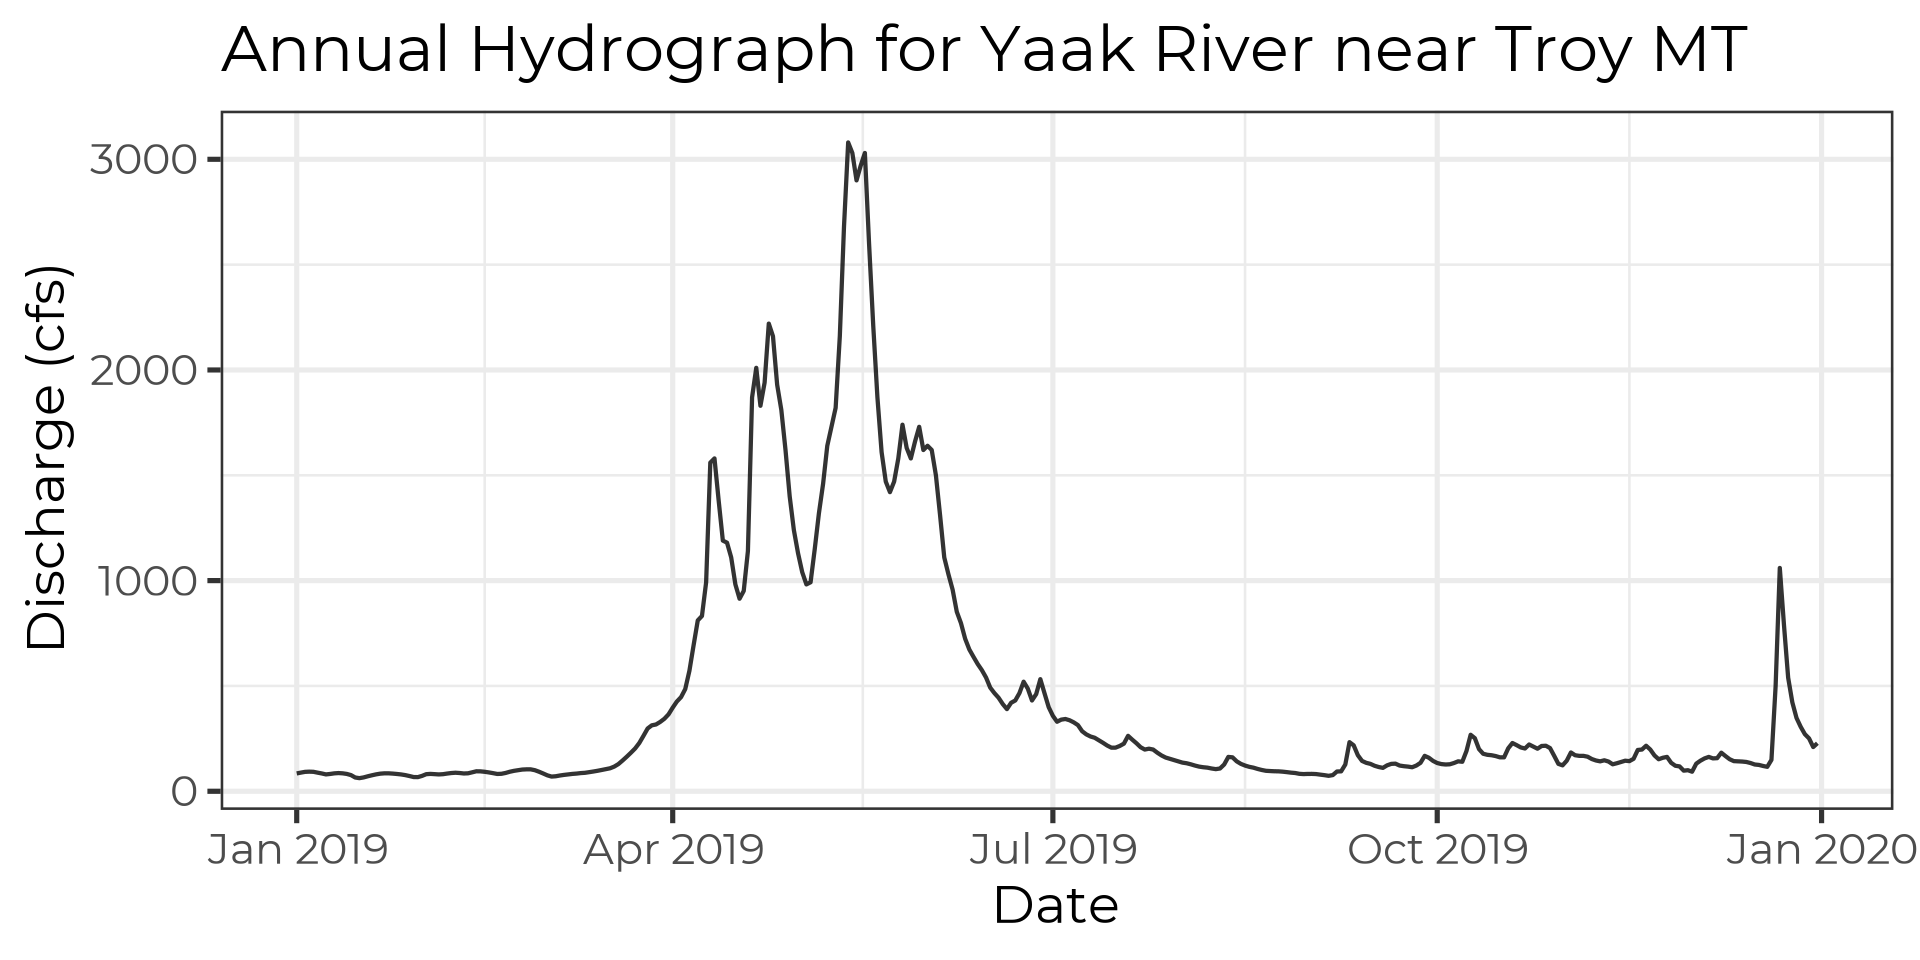 Annual Hydrograph for Yaak River near Troy MT
Discharge (cfs)
3000
2000
1000
0
Jan 2019
Apr 2019
Jul 2019
Oct 2019
Jan 2020
Date